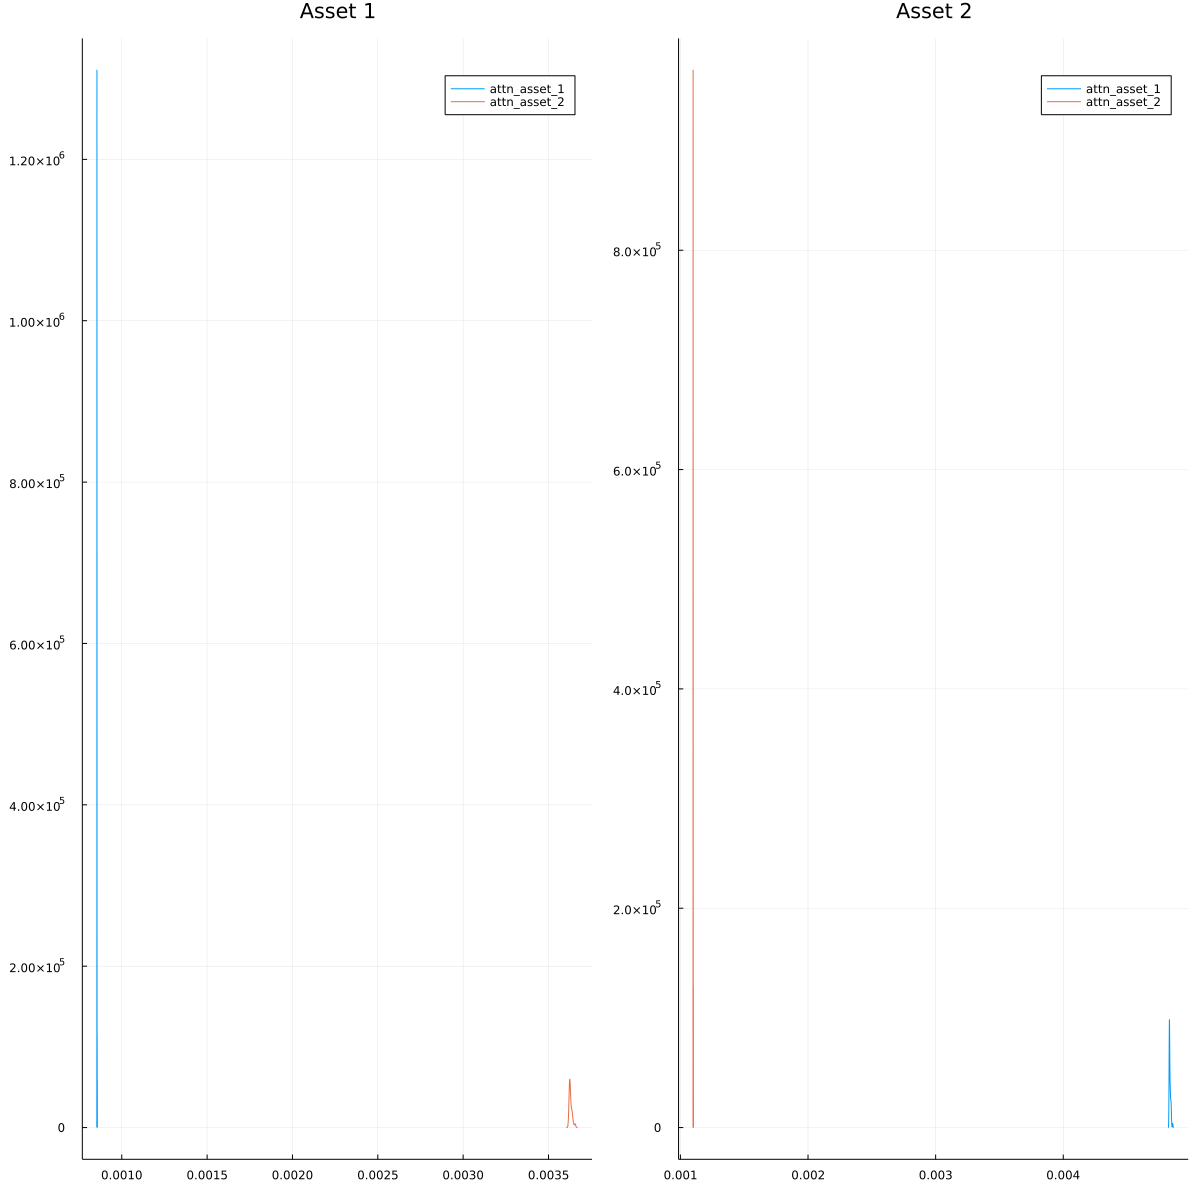 Asset 1
attn_asset_1
attn_asset_2
1.20×10⁶
1.00×10⁶
8.00×10⁵
6.00×10⁵
4.00×10⁵
2.00×10⁵
0
0.0010 0.0015 0.0020 0.0025 0.0030 0.0035
Asset 2
attn_asset_1
attn_asset_2
8.0×10⁵
6.0×10⁵
4.0×10⁵
2.0×10⁵
0
0.001 0.002 0.003 0.004